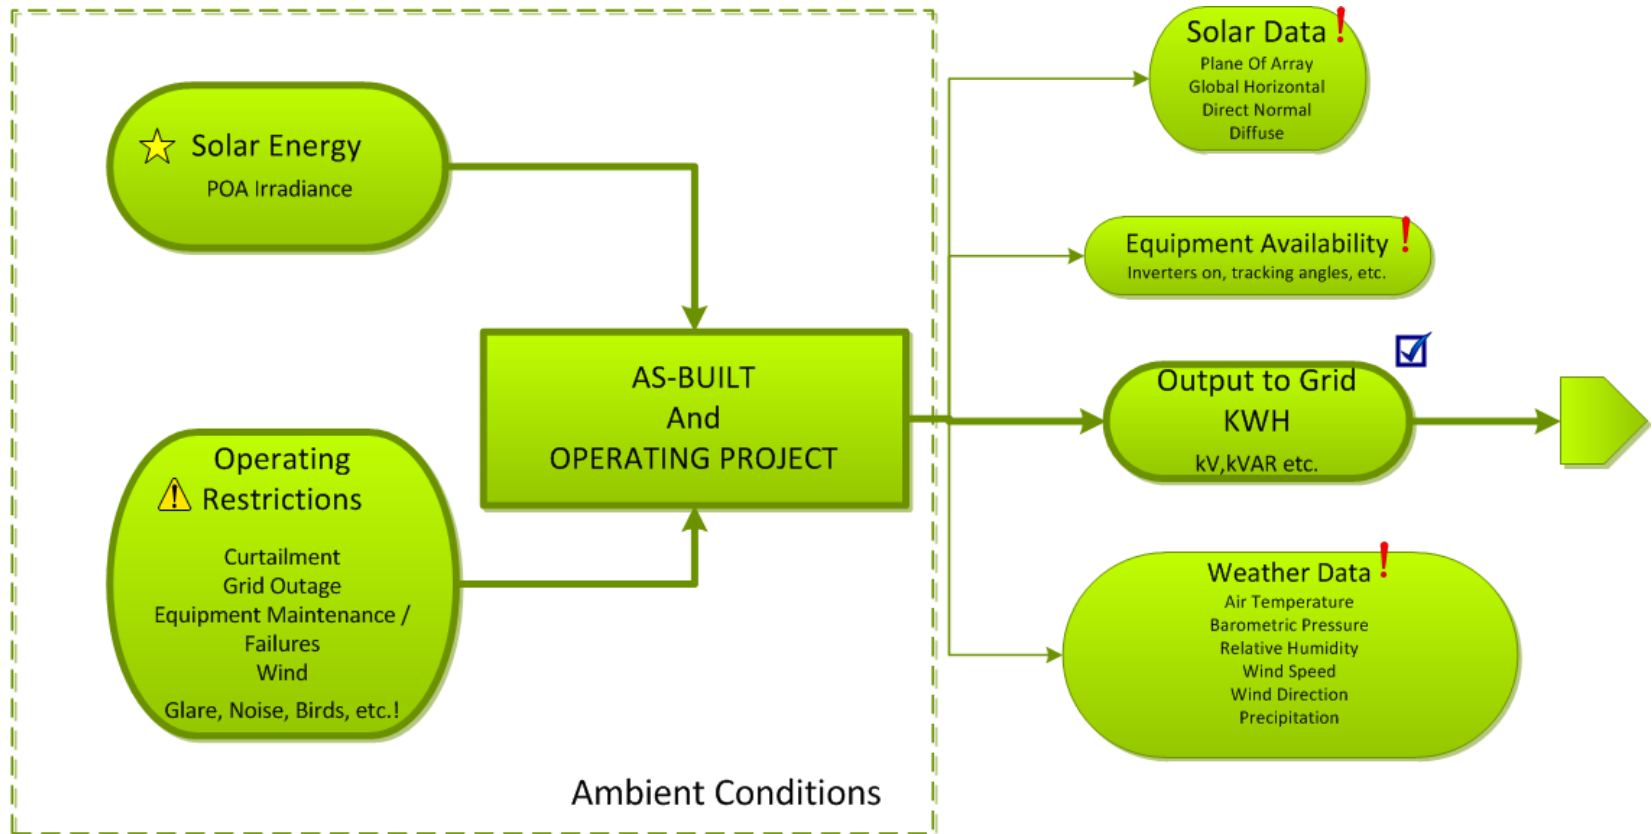 Solar Energy
POA Irradiance
Operating
Restrictions
Curtailment
Grid Outage
Equipment Maintenance /
Failures
Wind
Glare, Noise, Birds, etc.!
AS-BUILT
And
OPERATING PROJECT
Ambient Conditions
Solar Data !
Plane Of Array
Global Horizontal
Direct Normal
Diffuse
Equipment Availability !
Inverters on, tracking angles, etc.
Output to Grid
KWH
kV,kVAR etc.
Weather Data !
Air Temperature
Barometric Pressure
Relative Humidity
Wind Speed
Wind Direction
Precipitation